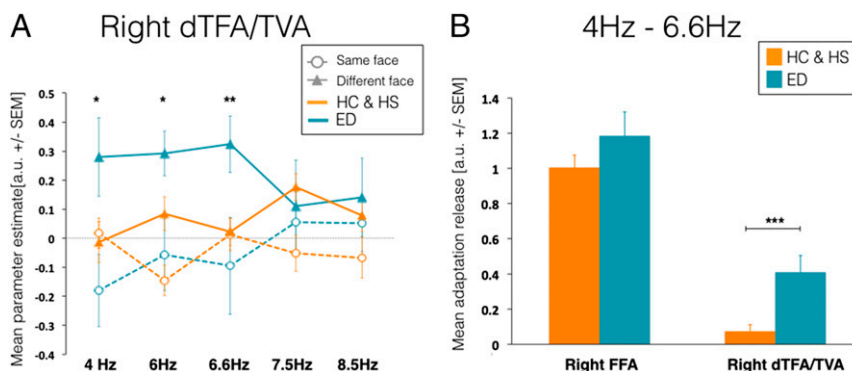 A
Right dTFA/TVA
Mean parameter estimate[a.u. +/- SEM]
0.5
0.4
0.3
0.2
0.1
0
-0.1
-0.2
-0.3
-0.4
* * **
Same face
Different face
HC & HS
ED
4 Hz 6Hz 6.6Hz 7.5Hz 8.5Hz
B
4Hz - 6.6Hz
HC & HS
ED
Mean adaptation release [a.u. +/- SEM]
1.4
1.2
1
0.8
0.6
0.4
0.2
0
***
Right FFA Right dTFA/TVA